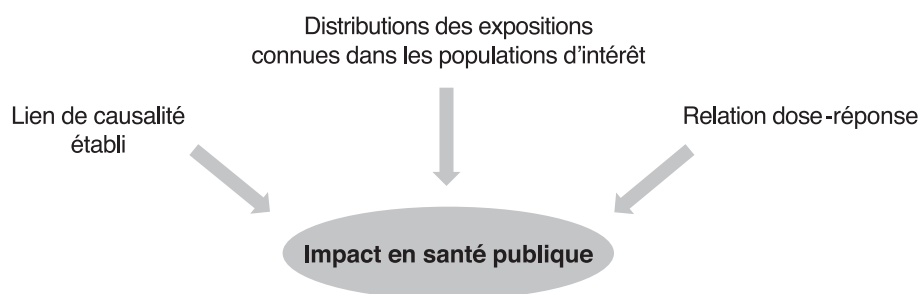 Distributions des expositions
connues dans les populations d'intérêt
Lien de causalité
établi
Relation dose-réponse
Impact en santé publique